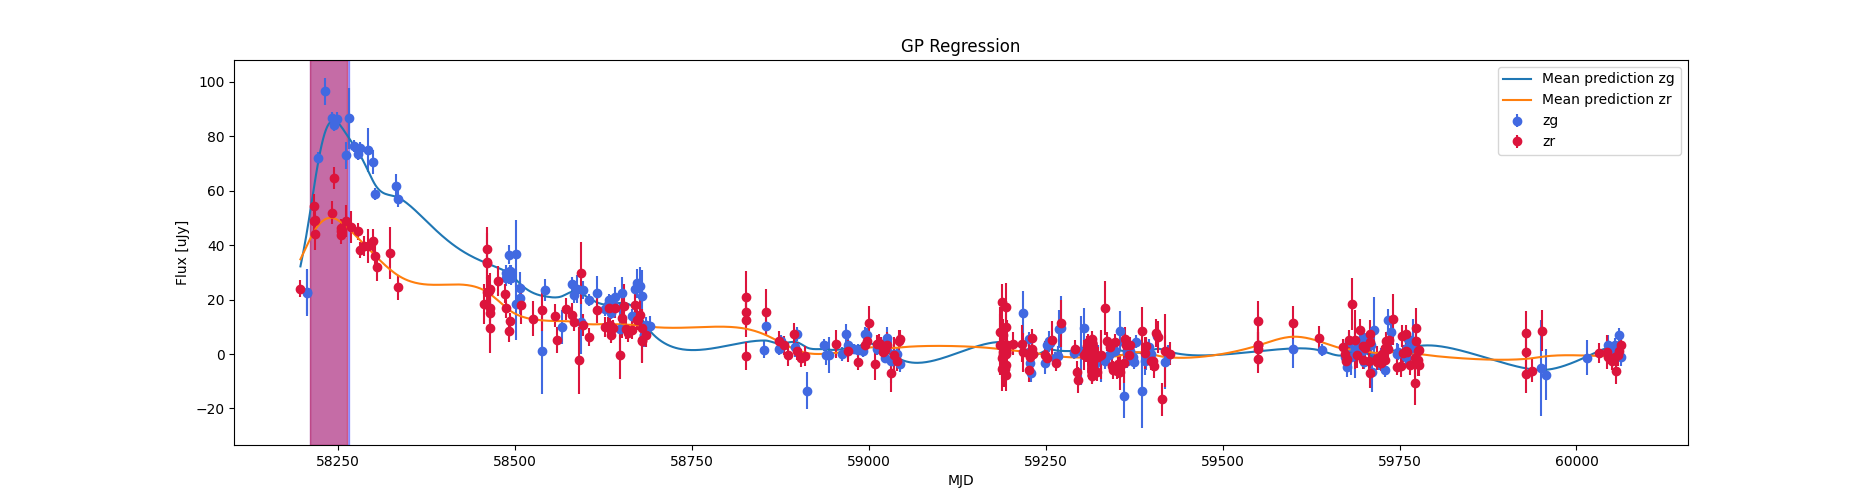 GP Regression
Mean prediction zg
Mean prediction zr
zg
zr
100
80
60
40
20
0
−20
Flux [uJy]
58250
58500
58750
59000
59250
59500
59750
60000
MJD